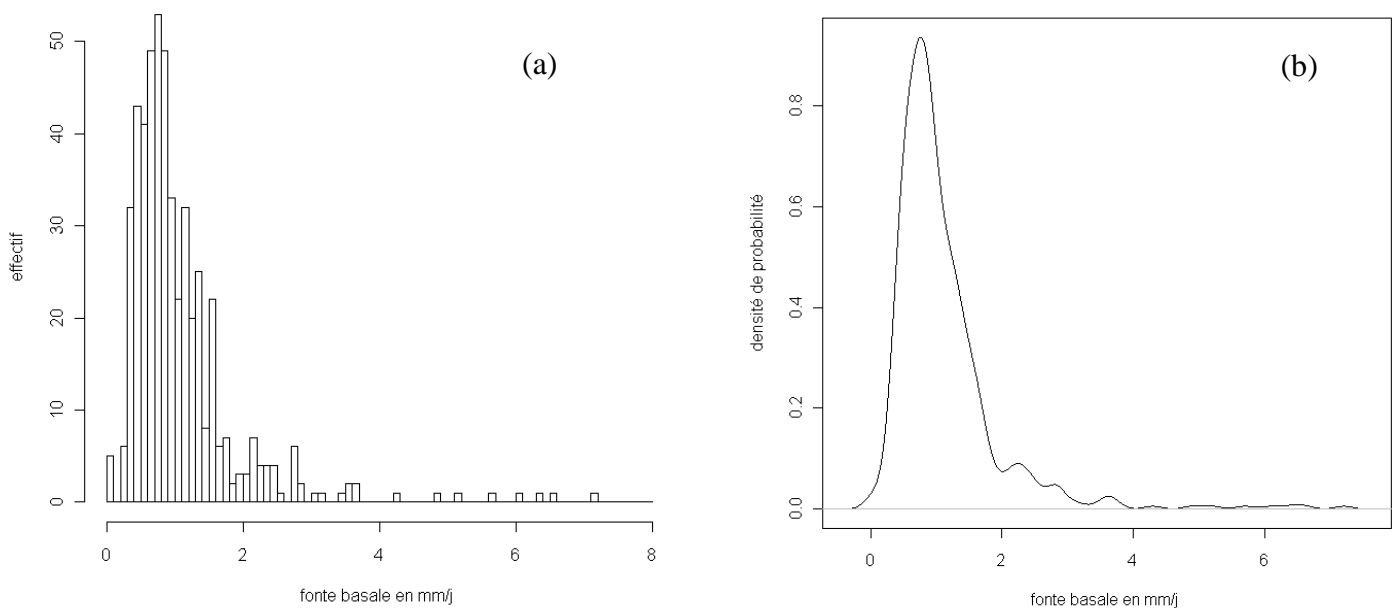 (a)
effectif
50
40
30
20
10
0
0 2 4 6 8
fonte basale en mm/j
(b)
densité de probabilité
0.8
0.6
0.4
0.2
0.0
0 2 4 6
fonte basale en mm/j